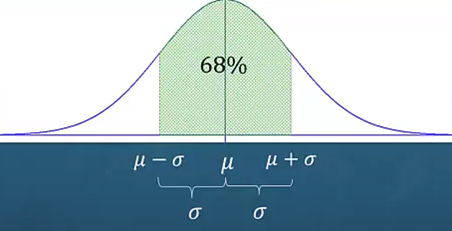 68%
μ − σ μ μ + σ
σ σ